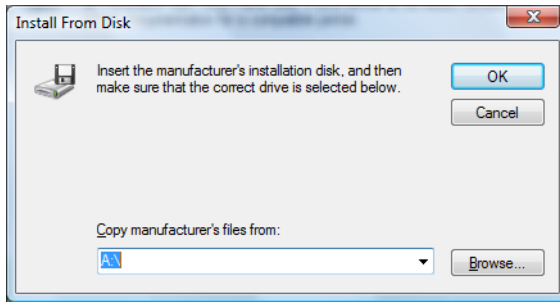 Install From Disk
Insert the manufacturer's installation disk, and then
make sure that the correct drive is selected below.
OK
Cancel
Copy manufacturer's files from:
A:\
Browse...